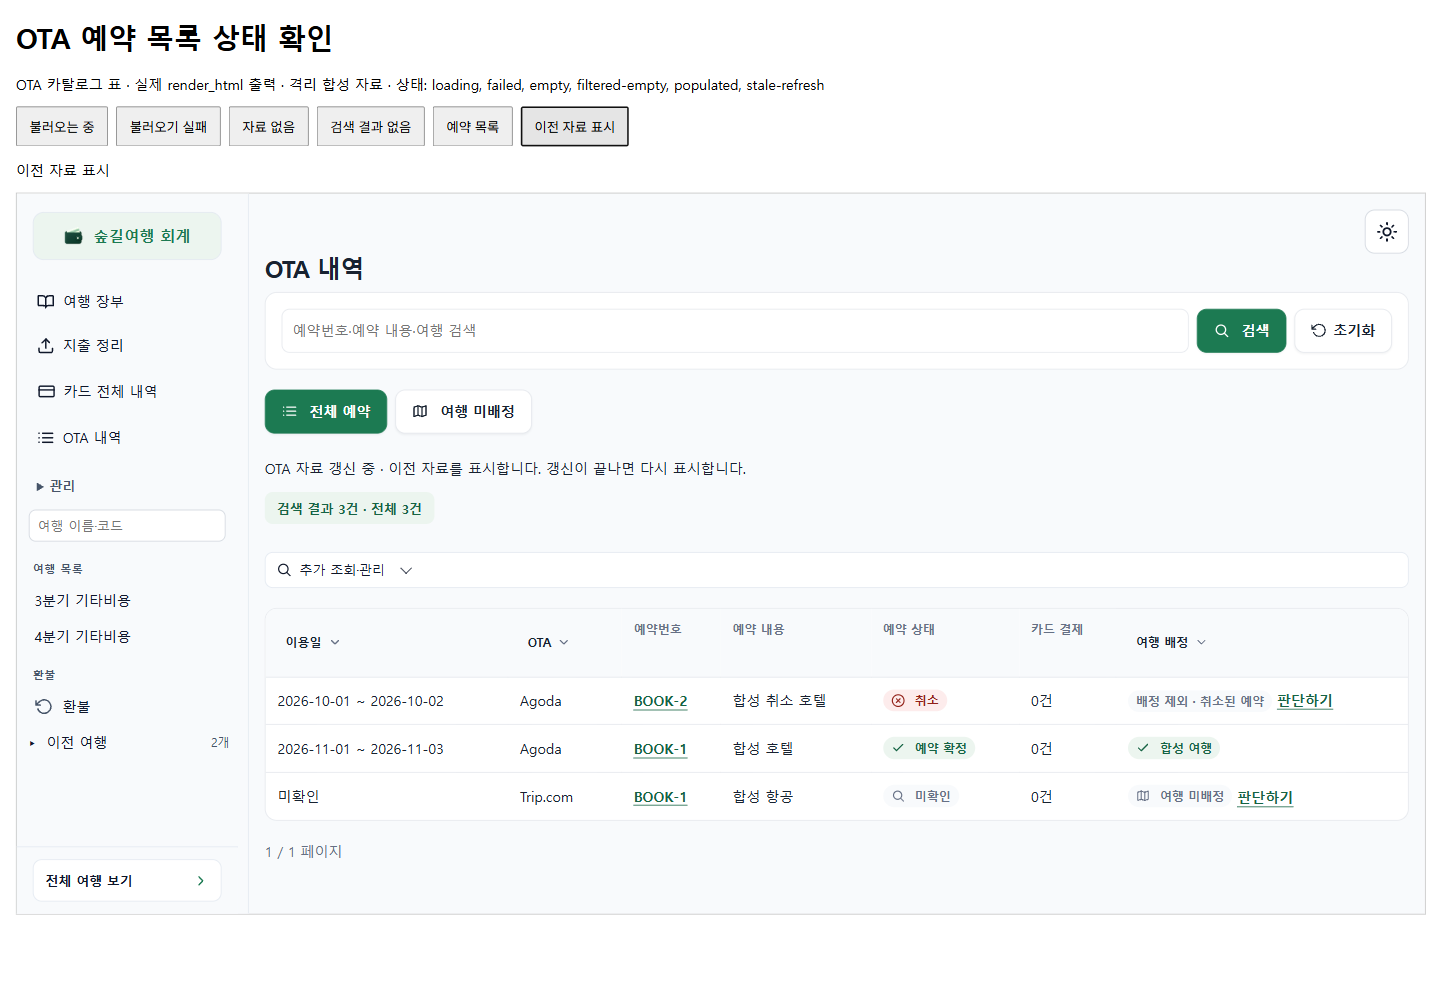 OTA 예약 목록 상태 확인
OTA 카탈로그 표 · 실제 render_html 출력 · 격리 합성 자료 · 상태: loading, failed, empty, filtered-empty, populated, stale-refresh
불러오는 중 불러오기 실패 자료 없음 검색 결과 없음 예약 목록 이전 자료 표시
이전 자료 표시
숲길여행 회계
여행 장부
지출 정리
카드 전체 내역
OTA 내역
관리
여행 이름·코드
여행 목록
3분기 기타비용
4분기 기타비용
환불
환불
이전 여행 2개
전체 여행 보기
OTA 내역
예약번호·예약 내용·여행 검색 검색 초기화
전체 예약 여행 미배정
OTA 자료 갱신 중 · 이전 자료를 표시합니다. 갱신이 끝나면 다시 표시합니다.
검색 결과 3건 · 전체 3건
추가 조회·관리
이용일 OTA 예약번호 예약 내용 예약 상태 카드 결제 여행 배정
2026-10-01 ~ 2026-10-02 Agoda BOOK-2 합성 취소 호텔 취소 0건 배정 제외 · 취소된 예약 판단하기
2026-11-01 ~ 2026-11-03 Agoda BOOK-1 합성 호텔 예약 확정 0건 합성 여행
미확인 Trip.com BOOK-1 합성 항공 미확인 0건 여행 미배정 판단하기
1 / 1 페이지